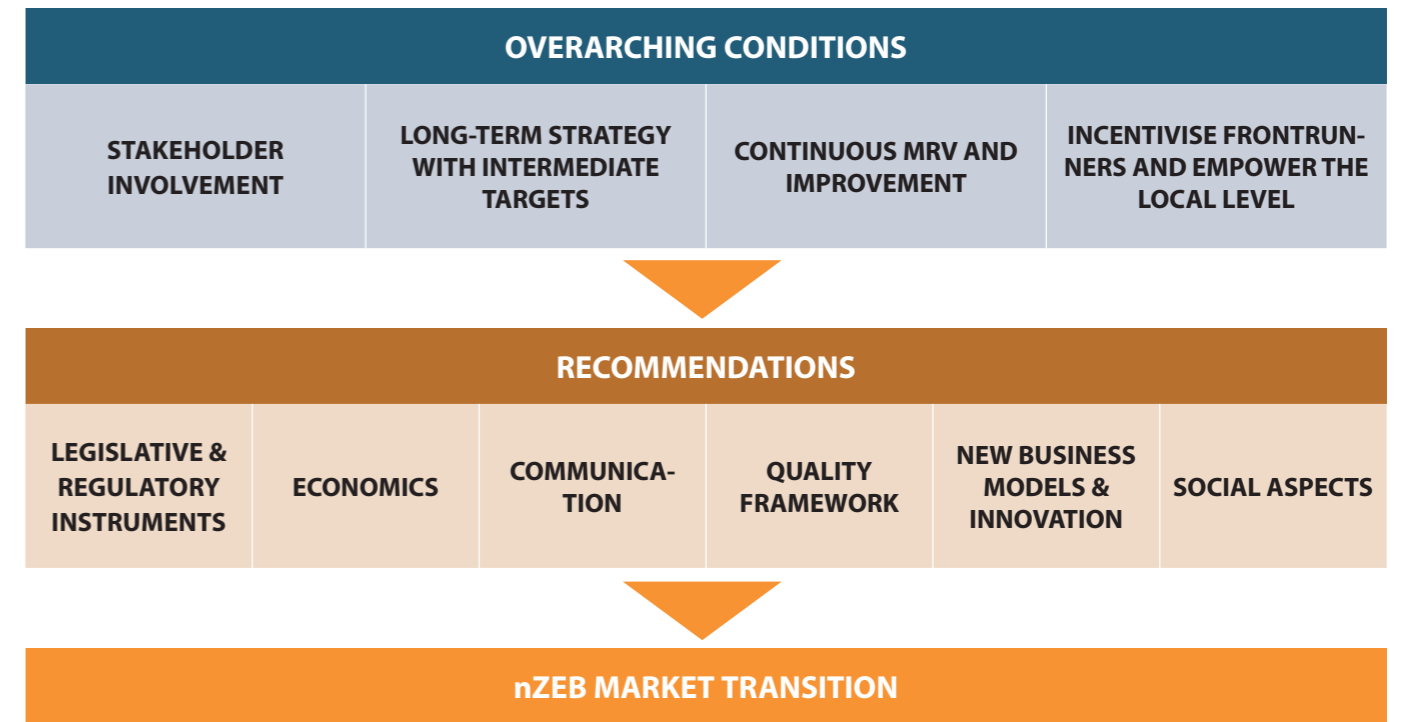 OVERARCHING CONDITIONS
STAKEHOLDER
INVOLVEMENT
LONG-TERM STRATEGY
WITH INTERMEDIATE
TARGETS
CONTINUOUS MRV AND
IMPROVEMENT
INCENTIVISE FRONTRUN-
NERS AND EMPOWER THE
LOCAL LEVEL
RECOMMENDATIONS
LEGISLATIVE &
REGULATORY
INSTRUMENTS
ECONOMICS
COMMUNICA-
TION
QUALITY
FRAMEWORK
NEW BUSINESS
MODELS &
INNOVATION
SOCIAL ASPECTS
nZEB MARKET TRANSITION